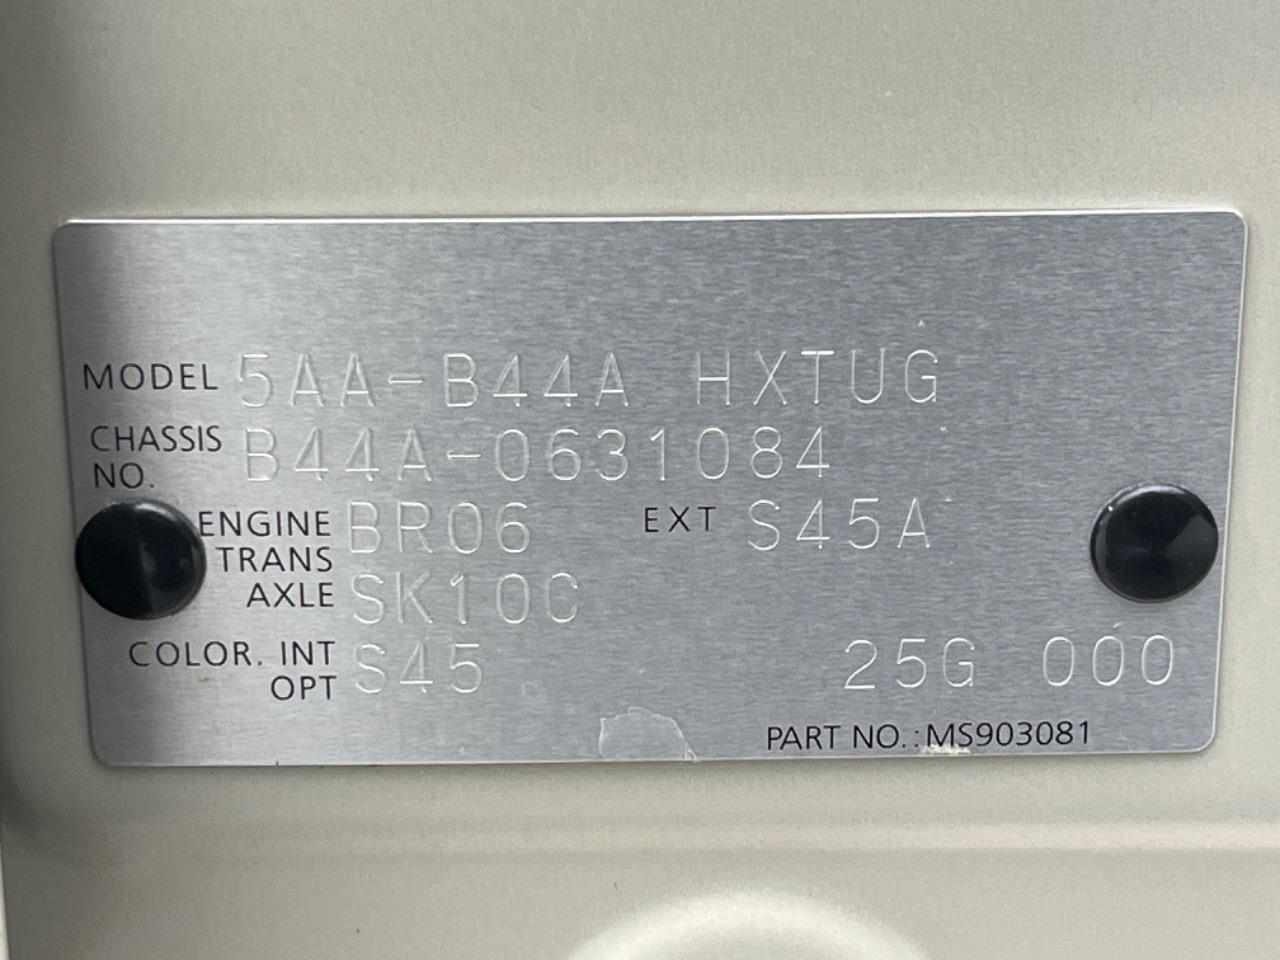 MODEL 5AA-B44A HXTUG
CHASSIS NO. B44A-0631084
ENGINE BR06 EXT S45A
TRANS AXLE SK10C
COLOR. INT S45 25G 000
OPT
PART NO.: MS903081